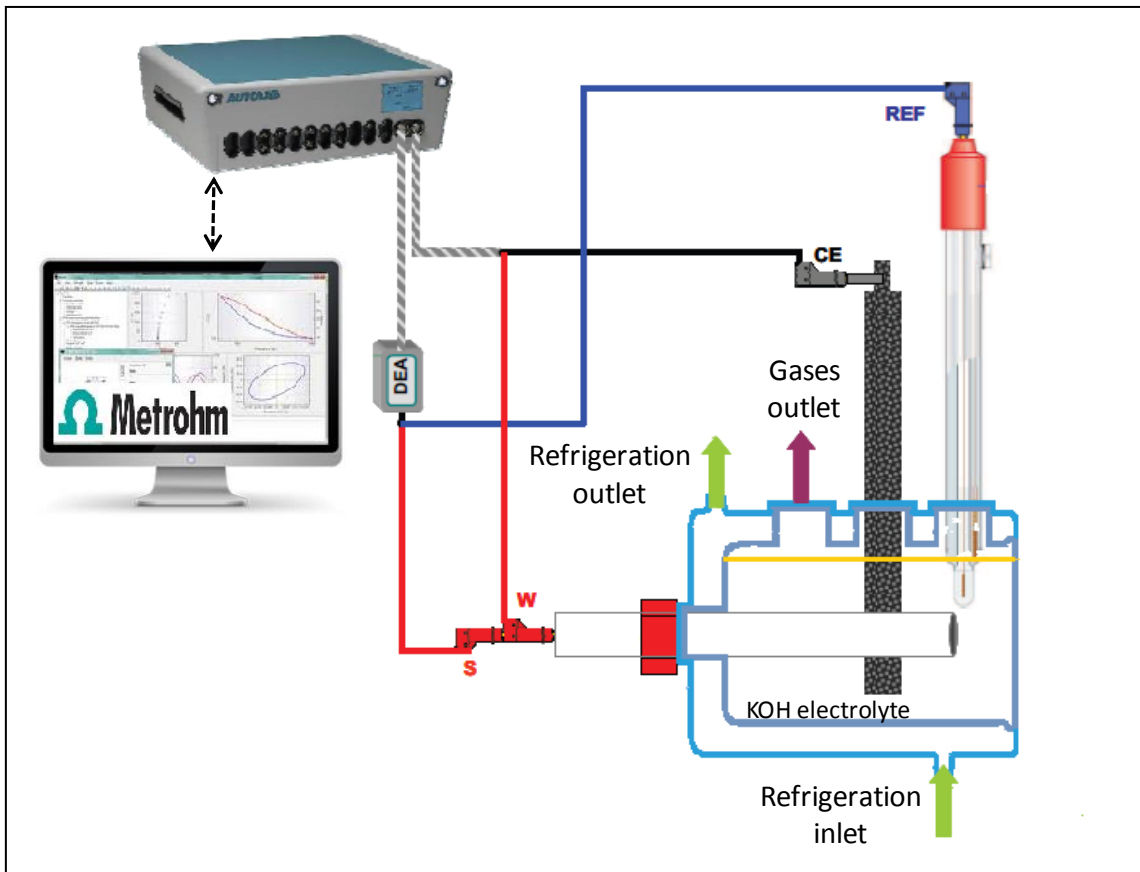 AUTOLAB
REF
CE
DEA
Gases
outlet
Ω Metrohm
Refrigeration
outlet
W
S
KOH electrolyte
Refrigeration
inlet